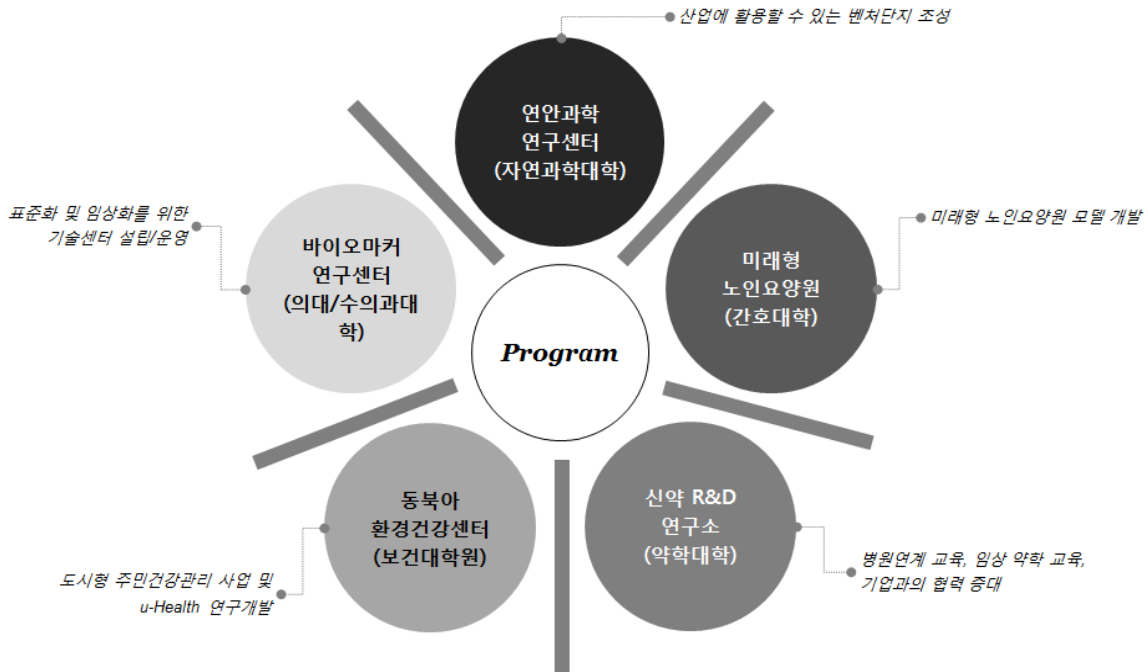 산업에 활용할 수 있는 벤처단지 조성
연안과학
연구센터
(자연과학대학)
표준화 및 임상화를 위한
기술센터 설립/운영
바이오마커
연구센터
(의대/수의과대
학)
미래형 노인요양원 모델 개발
미래형
노인요양원
(간호대학)
Program
동북아
환경건강센터
(보건대학원)
도시형 주민건강관리 사업 및
u-Health 연구개발
신약 R&D
연구소
(약학대학)
병원연계 교육, 임상 약학 교육,
기업과의 협력 증대